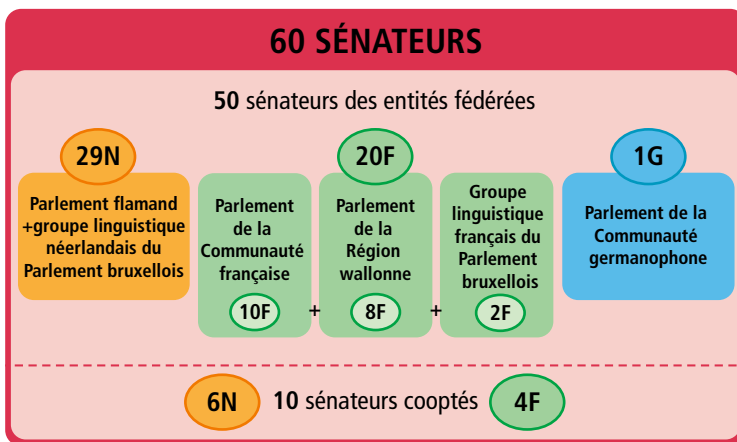 60 SÉNATEURS
50 sénateurs des entités fédérées
29N
Parlement flamand
+groupe linguistique
néerlandais du
Parlement bruxellois
20F
Parlement
de la
Communauté
française
10F
+
Parlement
de la
Région
wallonne
8F
+
Groupe
linguistique
français du
Parlement
bruxellois
2F
1G
Parlement de la
Communauté
germanophone
6N
10 sénateurs cooptés
4F